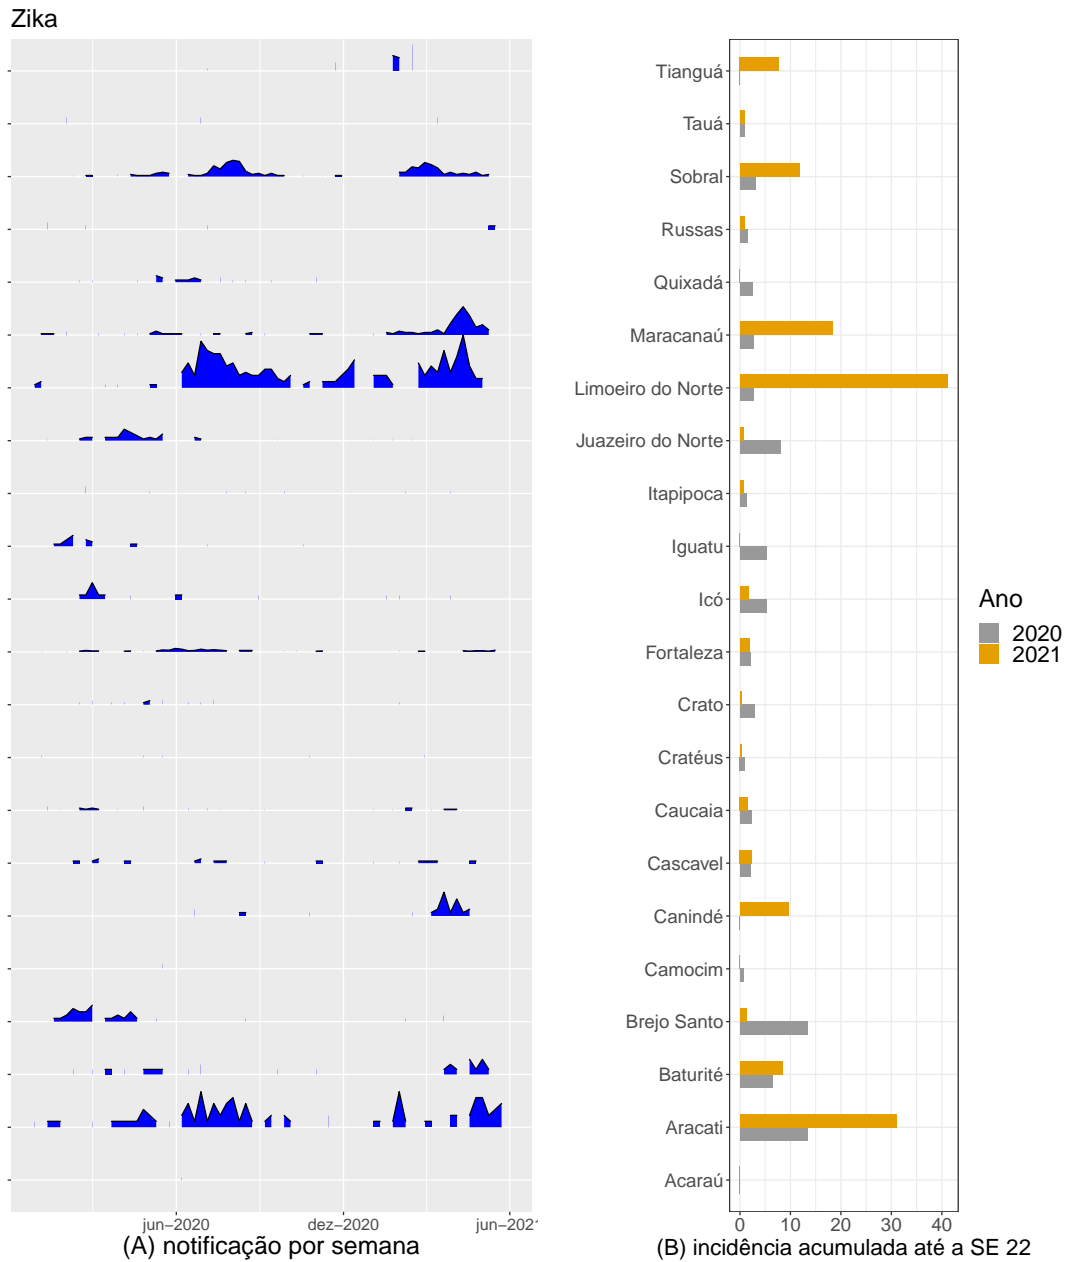 Zika
Tianguá
Tauá
Sobral
Russas
Quixadá
Maracanaú
Limoeiro do Norte
Juazeiro do Norte
Itapipoca
Iguatu
Icó
Fortaleza
Crato
Cratéus
Caucaia
Cascavel
Canindé
Camocim
Brejo Santo
Baturité
Aracati
Acaraú
Ano
2020
2021
jun−2020 dez−2020 jun−2021
0 10 20 30 40
(A) notificação por semana
(B) incidência acumulada até a SE 22